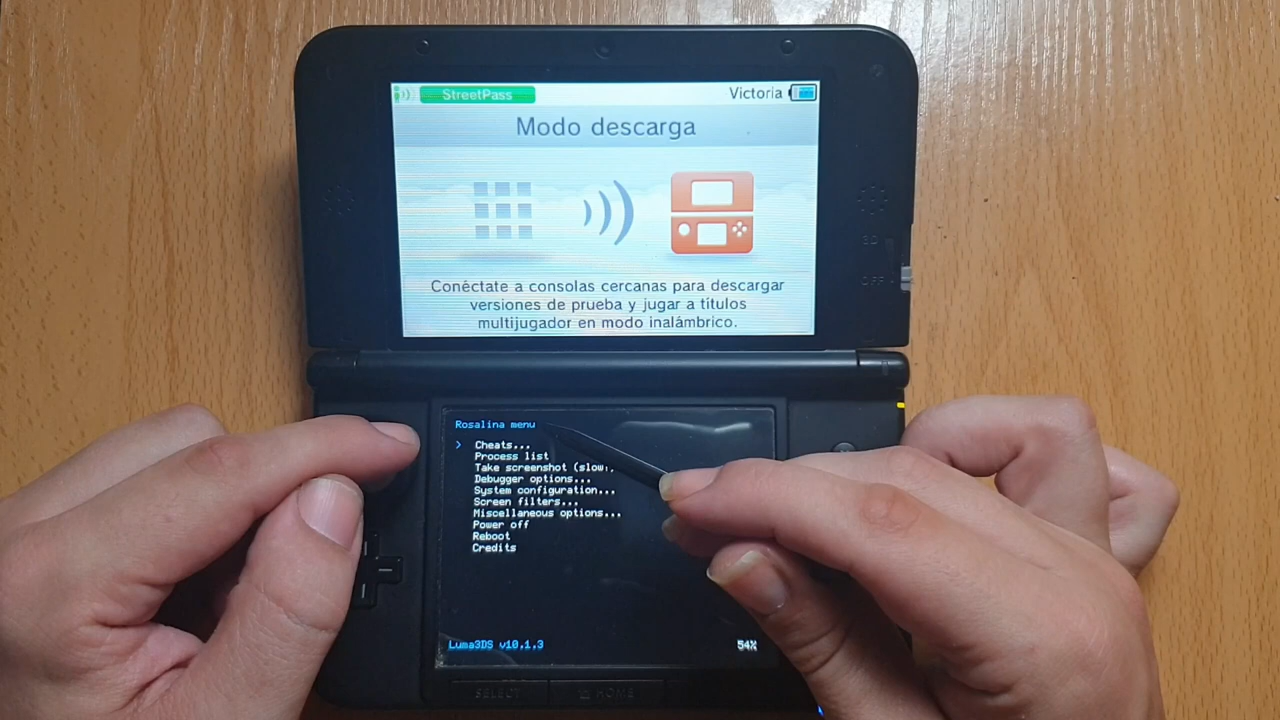 StreetPass
Victoria
Modo descarga
Conéctate a consolas cercanas para descargar
versiones de prueba y jugar a títulos
multijugador en modo inalámbrico.
3D
OFF
Rosalina menu
> Cheats...
Process list
Take screenshot (slow!)
Debugger options...
System configuration...
Screen filters...
Miscellaneous options...
Power off
Reboot
Credits
Luma3DS v10.1.3
54%
SELECT
HOME